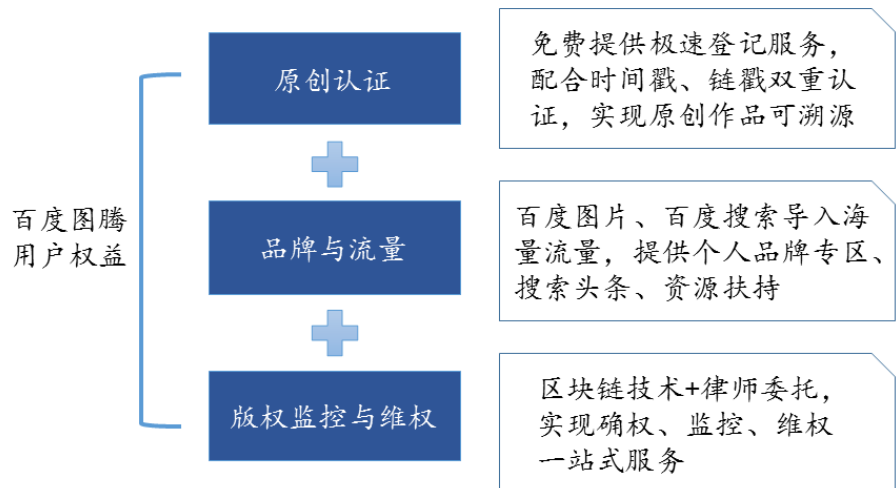 百度图腾
用户权益
原创认证
免费提供极速登记服务，
配合时间戳、链戳双重认
证，实现原创作品可溯源
品牌与流量
百度图片、百度搜索导入海
量流量，提供个人品牌专区、
搜索头条、资源扶持
版权监控与维权
区块链技术+律师委托，
实现确权、监控、维权
一站式服务